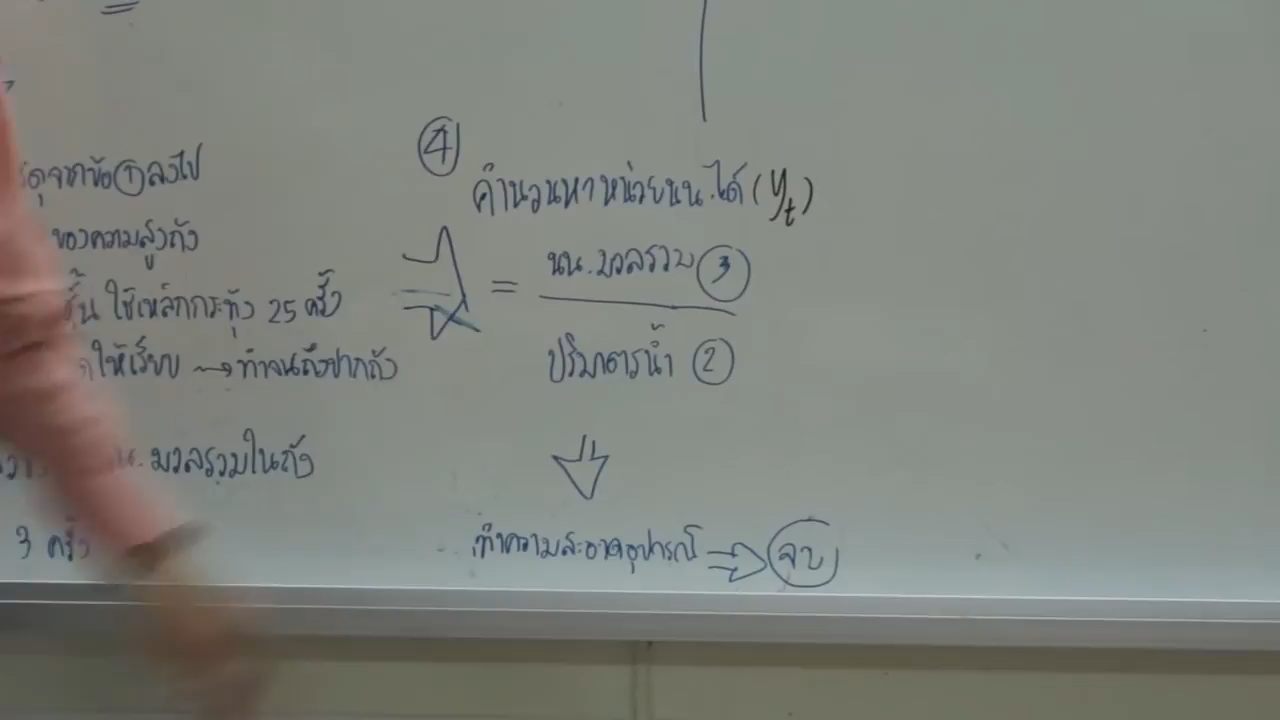 จากข้อ ① ลงไป
ของความสูงถัง
ชั้น ใช้เหล็กกระทุ้ง 25 ครั้ง
ให้เรียบ → ทำจนถึงปากถัง
น. มวลรวมในถัง
3 ครั้ง
④
คำนวนหาหน่วยนน.ได้ (γt)
= นน.มวลรวม ③
ปริมาตรน้ำ ②
ทำความสะอาดอุปกรณ์ ⇒ จบ